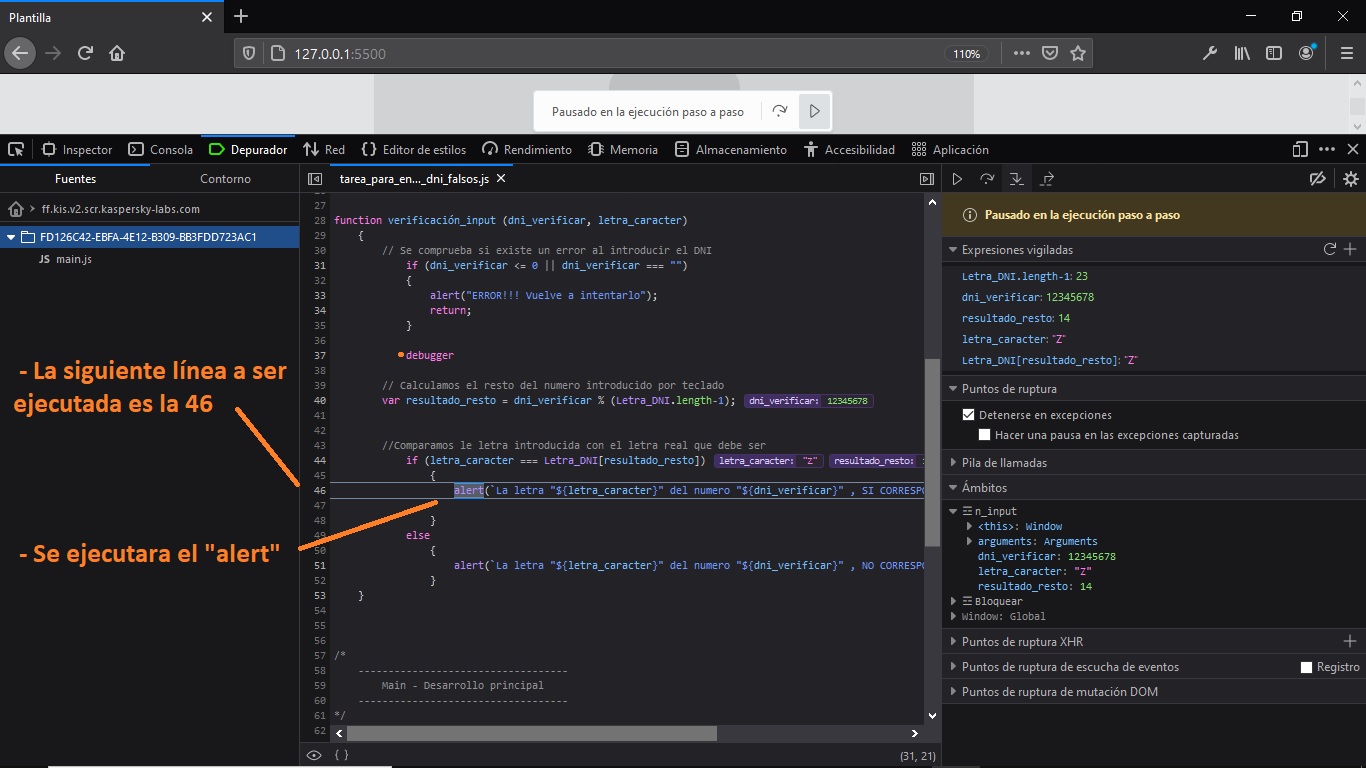 Plantilla
127.0.0.1:5500
110%
Pausado en la ejecución paso a paso
Inspector
Consola
Depurador
Red
Editor de estilos
Rendimiento
Memoria
Almacenamiento
Accesibilidad
Aplicación
Fuentes
Contorno
tarea_para_en..._dni_falsos.js
ff.kis.v2.scr.kaspersky-labs.com
FD126C42-EBFA-4E12-B309-BB3FDD723AC1
JS main.js
- La siguiente línea a ser
ejecutada es la 46
- Se ejecutara el "alert"
27
28 function verificación_input (dni_verificar, letra_caracter)
29 {
30 // Se comprueba si existe un error al introducir el DNI
31 if (dni_verificar <= 0 || dni_verificar === "")
32 {
33 alert("ERROR!!! Vuelve a intentarlo");
34 return;
35 }
36
37 debugger
38
39 // Calculamos el resto del numero introducido por teclado
40 var resultado_resto = dni_verificar % (Letra_DNI.length-1); dni_verificar: 12345678
41
42
43 //Comparamos le letra introducida con el letra real que debe ser
44 if (letra_caracter === Letra_DNI[resultado_resto]) letra_caracter: "Z" resultado_resto:
45 {
46 alert(`La letra "${letra_caracter}" del numero "${dni_verificar}" , SI CORRESPO
47
48 }
49 else
50 {
51 alert(`La letra "${letra_caracter}" del numero "${dni_verificar}" , NO CORRESPO
52 }
53 }
54
55
56
57 /*
58 -----------------------------------
59 Main - Desarrollo principal
60 -----------------------------------
61 */
62
(31, 21)
Pausado en la ejecución paso a paso
Expresiones vigiladas
Letra_DNI.length-1: 23
dni_verificar: 12345678
resultado_resto: 14
letra_caracter: "Z"
Letra_DNI[resultado_resto]: "Z"
Puntos de ruptura
Detenerse en excepciones
Hacer una pausa en las excepciones capturadas
Pila de llamadas
Ámbitos
n_input
<this>: Window
arguments: Arguments
dni_verificar: 12345678
letra_caracter: "Z"
resultado_resto: 14
Bloquear
Window: Global
Puntos de ruptura XHR
Puntos de ruptura de escucha de eventos
Registro
Puntos de ruptura de mutación DOM